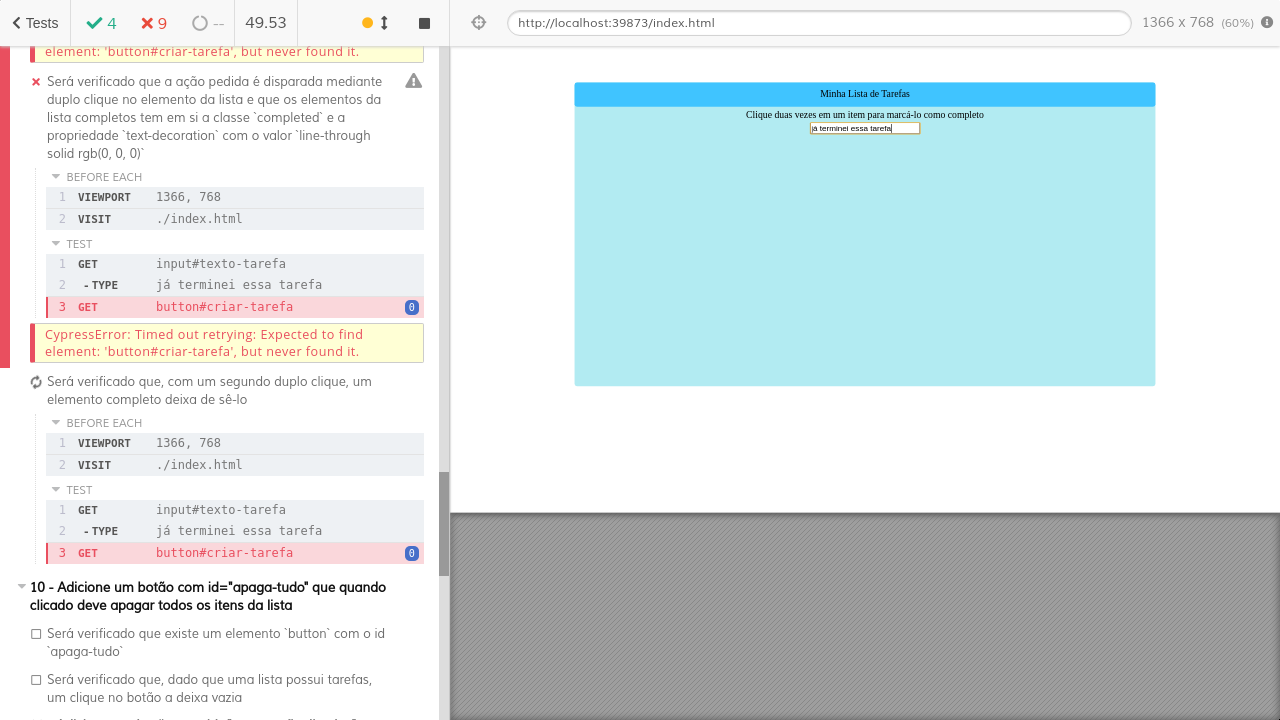 Tests
4
9
--
49.53
http://localhost:39873/index.html
1366 x 768 (60%)
element: 'button#criar-tarefa', but never found it.
Será verificado que a ação pedida é disparada mediante
duplo clique no elemento da lista e que os elementos da
lista completos tem em si a classe `completed` e a
propriedade `text-decoration` com o valor `line-through
solid rgb(0, 0, 0)`
BEFORE EACH
1 VIEWPORT 1366, 768
2 VISIT ./index.html
TEST
1 GET input#texto-tarefa
2 -TYPE já terminei essa tarefa
3 GET button#criar-tarefa 0
CypressError: Timed out retrying: Expected to find
element: 'button#criar-tarefa', but never found it.
Será verificado que, com um segundo duplo clique, um
elemento completo deixa de sê-lo
BEFORE EACH
1 VIEWPORT 1366, 768
2 VISIT ./index.html
TEST
1 GET input#texto-tarefa
2 -TYPE já terminei essa tarefa
3 GET button#criar-tarefa 0
10 - Adicione um botão com id="apaga-tudo" que quando
clicado deve apagar todos os itens da lista
Será verificado que existe um elemento `button` com o id
`apaga-tudo`
Será verificado que, dado que uma lista possui tarefas,
um clique no botão a deixa vazia
Minha Lista de Tarefas
Clique duas vezes em um item para marcá-lo como completo
já terminei essa tarefa